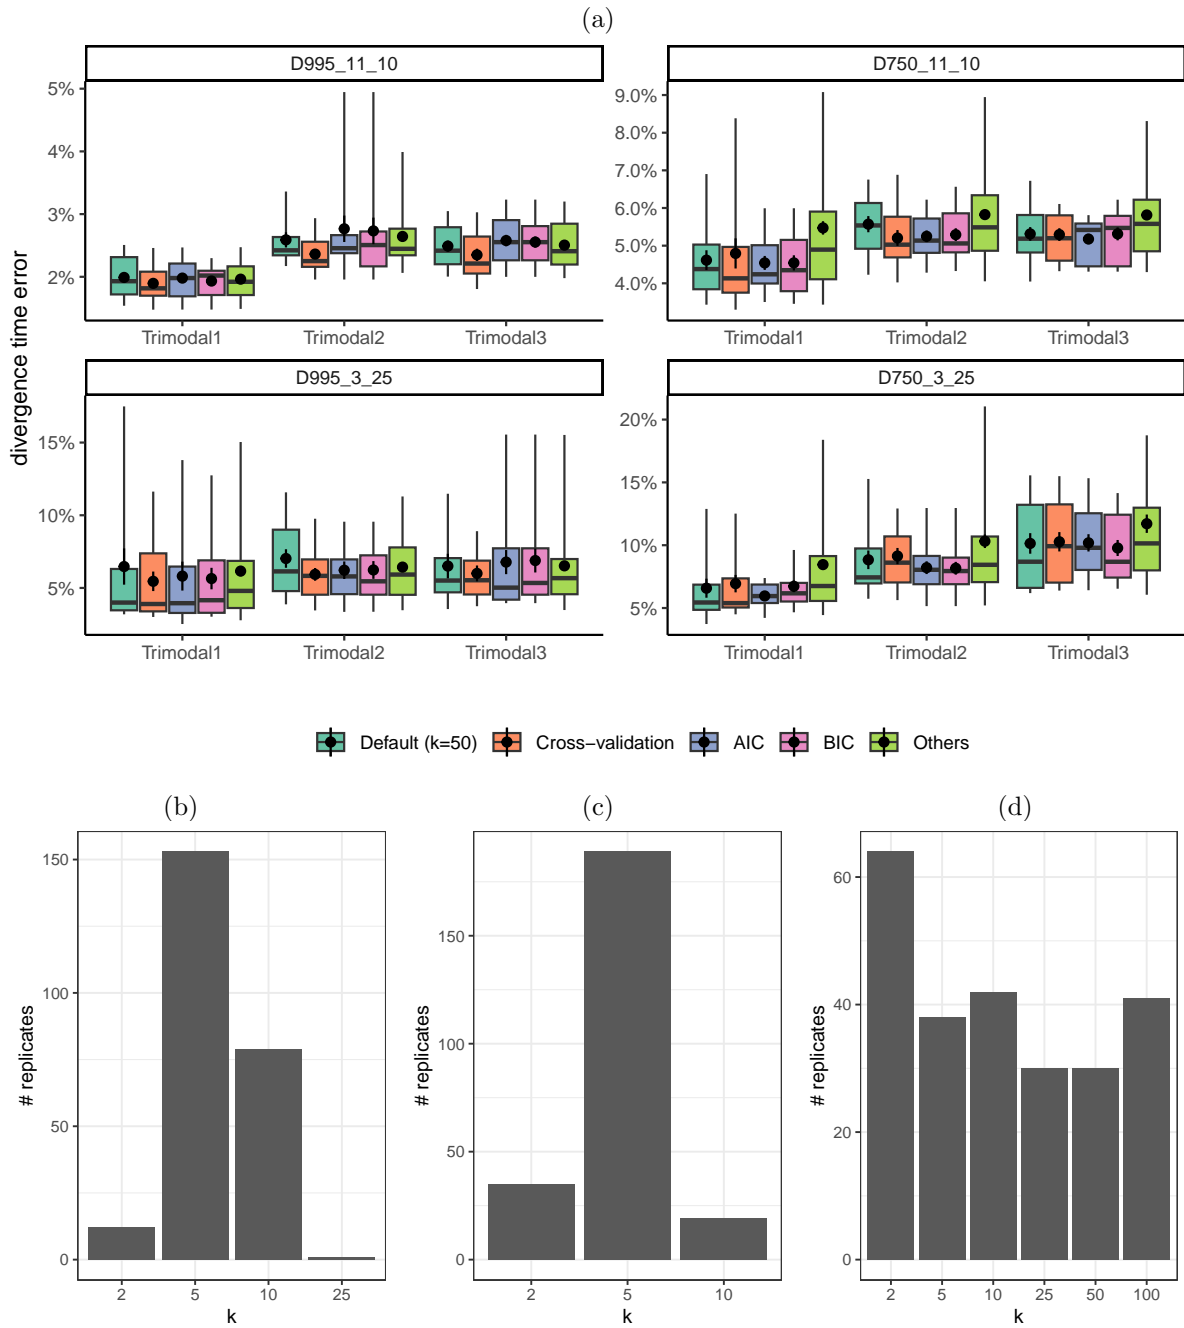 (a)
D995_11_10
D750_11_10
divergence time error
5%
4%
3%
2%
9.0%
8.0%
7.0%
6.0%
5.0%
4.0%
Trimodal1 Trimodal2 Trimodal3
Trimodal1 Trimodal2 Trimodal3
D995_3_25
D750_3_25
15%
10%
5%
20%
15%
10%
5%
Trimodal1 Trimodal2 Trimodal3
Trimodal1 Trimodal2 Trimodal3
Default (k=50) Cross−validation AIC BIC Others
(b)
# replicates
150
100
50
0
2 5 10 25
k
(c)
# replicates
150
100
50
0
2 5 10
k
(d)
# replicates
60
40
20
0
2 5 10 25 50 100
k